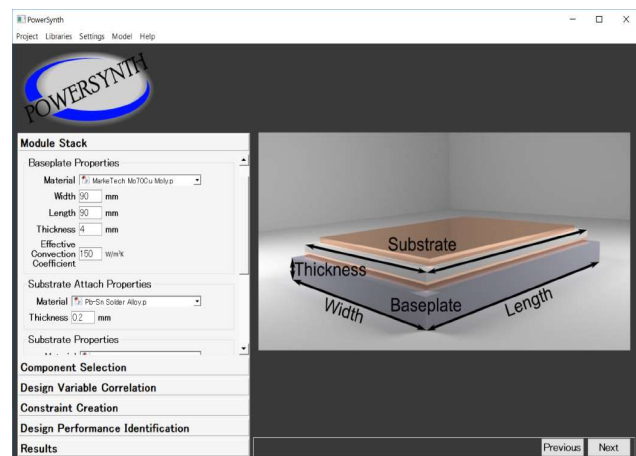 PowerSynth
Project Libraries Settings Model Help
POWERSYNTH
Module Stack
Baseplate Properties
Material MarkeTech Mo70Cu Moly.p
Width 90 mm
Length 90 mm
Thickness 4 mm
Effective
Convection 150 W/m²K
Coefficient
Substrate Attach Properties
Material Pb-Sn Solder Alloy.p
Thickness 0.2 mm
Substrate Properties
Component Selection
Design Variable Correlation
Constraint Creation
Design Performance Identification
Results
Substrate
Thickness
Width
Baseplate
Length
Previous Next